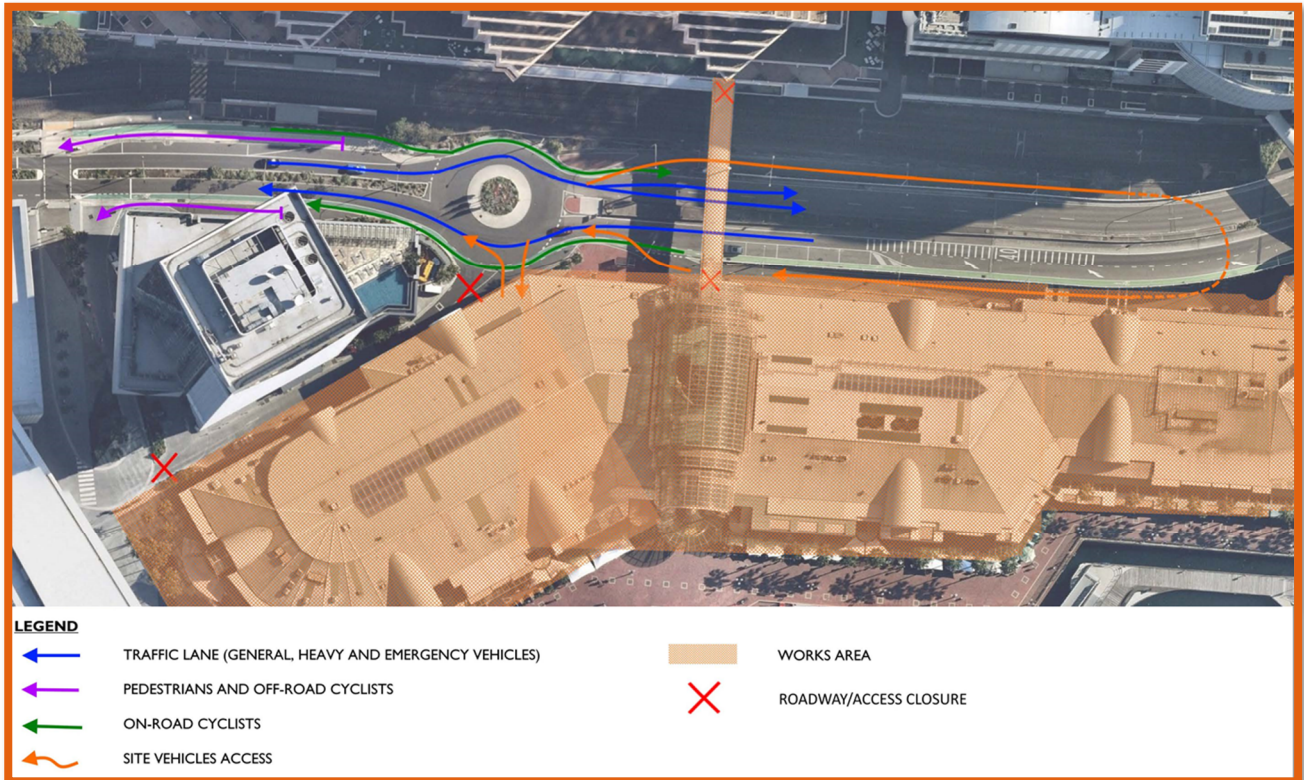 40
LEGEND
TRAFFIC LANE (GENERAL, HEAVY AND EMERGENCY VEHICLES)
WORKS AREA
PEDESTRIANS AND OFF-ROAD CYCLISTS
ROADWAY/ACCESS CLOSURE
ON-ROAD CYCLISTS
SITE VEHICLES ACCESS